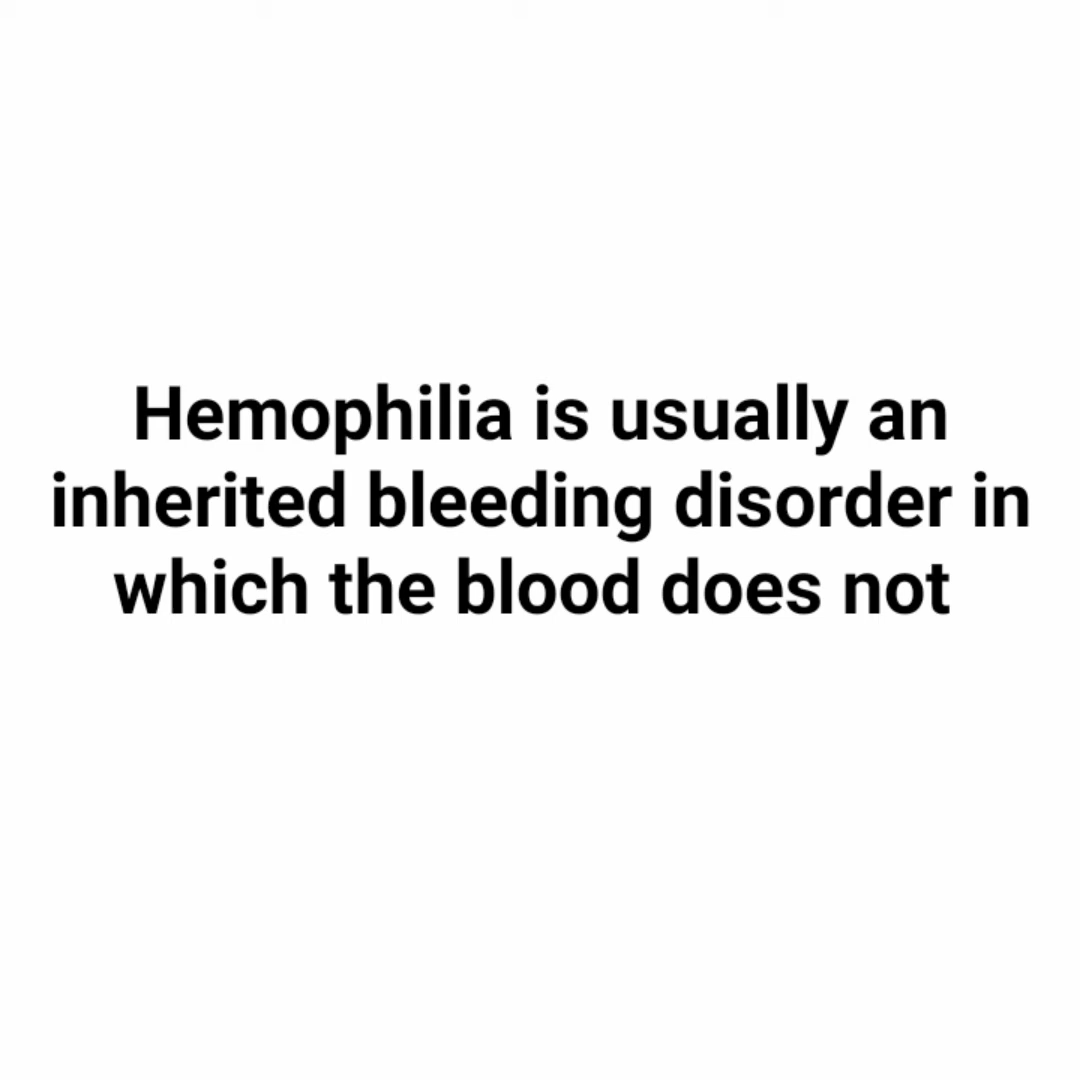 Hemophilia is usually an
inherited bleeding disorder in
which the blood does not